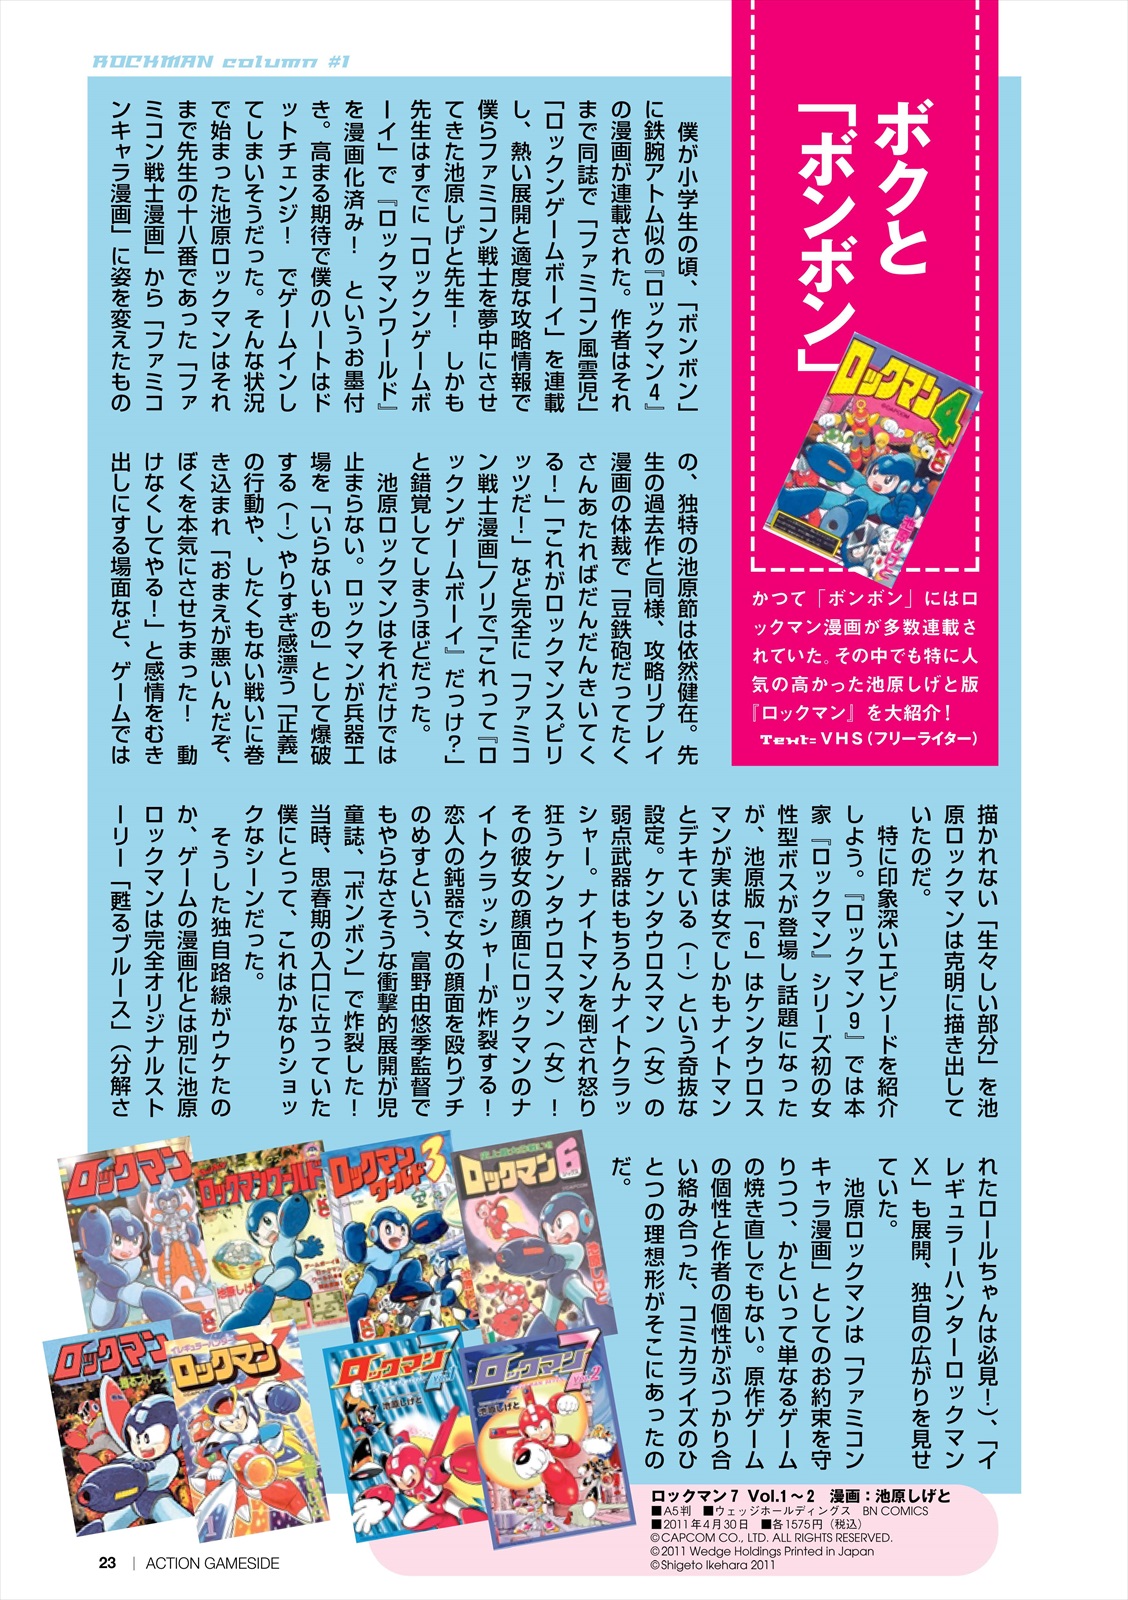 ROCKMAN column #1
ボクと
「ボンボン」
かつて「ボンボン」にはロ
ックマン漫画が多数連載さ
れていた。その中でも特に人
気の高かった池原しげと版
『ロックマン』を大紹介！
Text= VHS（フリーライター）
僕が小学生の頃、「ボンボン」
に鉄腕アトム似の『ロックマン4』
の漫画が連載された。作者はそれ
まで同誌で「ファミコン風雲児」
「ロックンゲームボーイ」を連載
し、熱い展開と適度な攻略情報で
僕らファミコン戦士を夢中にさせ
てきた池原しげと先生！　しかも
先生はすでに「ロックンゲームボ
ーイ」で『ロックマンワールド』
を漫画化済み！　というお墨付
き。高まる期待で僕のハートはド
ットチェンジ！　でゲームインし
てしまいそうだった。そんな状況
で始まった池原ロックマンはそれ
まで先生の十八番であった「ファ
ミコン戦士漫画」から「ファミコ
ンキャラ漫画」に姿を変えたもの
の、独特の池原節は依然健在。先
生の過去作と同様、攻略リプレイ
漫画の体裁で「豆鉄砲だってたく
さんあたればだんだんきいてく
る！」「これがロックマンスピリ
ッツだ！」など完全に「ファミコ
ン戦士漫画」ノリで「これって『ロ
ックンゲームボーイ』だっけ？」
と錯覚してしまうほどだった。
池原ロックマンはそれだけでは
止まらない。ロックマンが兵器工
場を「いらないもの」として爆破
する（！）やりすぎ感漂う「正義」
の行動や、したくもない戦いに巻
き込まれ「おまえが悪いんだぞ、
ぼくを本気にさせちまった！　動
けなくしてやる！」と感情をむき
出しにする場面など、ゲームでは
描かれない「生々しい部分」を池
原ロックマンは克明に描き出して
いたのだ。
特に印象深いエピソードを紹介
しよう。『ロックマン9』では本
家『ロックマン』シリーズ初の女
性型ボスが登場し話題になった
が、池原版「6」はケンタウロス
マンが実は女でしかもナイトマン
とデキている（！）という奇抜な
設定。ケンタウロスマン（女）の
弱点武器はもちろんナイトクラッ
シャー。ナイトマンを倒され怒り
狂うケンタウロスマン（女）！
その彼女の顔面にロックマンのナ
イトクラッシャーが炸裂する！
恋人の鈍器で女の顔面を殴りブチ
のめすという、富野由悠季監督で
もやらなさそうな衝撃的展開が児
童誌、「ボンボン」で炸裂した！
当時、思春期の入口に立っていた
僕にとって、これはかなりショッ
クなシーンだった。
そうした独自路線がウケたの
か、ゲームの漫画化とは別に池原
ロックマンは完全オリジナルスト
ーリー「甦るブルース」（分解さ
れたロールちゃんは必見！）、「イ
レギュラーハンターロックマン
X」も展開、独自の広がりを見せ
ていた。
池原ロックマンは「ファミコン
キャラ漫画」としてのお約束を守
りつつ、かといって単なるゲーム
の焼き直しでもない。原作ゲーム
の個性と作者の個性がぶつかり合
い絡み合った、コミカライズのひ
とつの理想形がそこにあったの
だ。
ロックマン4
©CAPCOM
池原しげと
ロックマン
ロックマンワールド
池原しげと
ロックマンワールド3
池原しげと
史上最大の戦い!!
ロックマン6
池原しげと
ロックマン
甦るブルース
イレギュラーハンター
ロックマンX
1
ロックマン7
Vol.1
池原しげと
ロックマン7
Vol.2
池原しげと
ロックマン7 Vol.1～2　漫画：池原しげと
■A5判　■ウェッジホールディングス　BN COMICS
■2011年4月30日　■各1575円（税込）
©CAPCOM CO., LTD. ALL RIGHTS RESERVED.
©2011 Wedge Holdings Printed in Japan
©Shigeto Ikehara 2011
23 | ACTION GAMESIDE